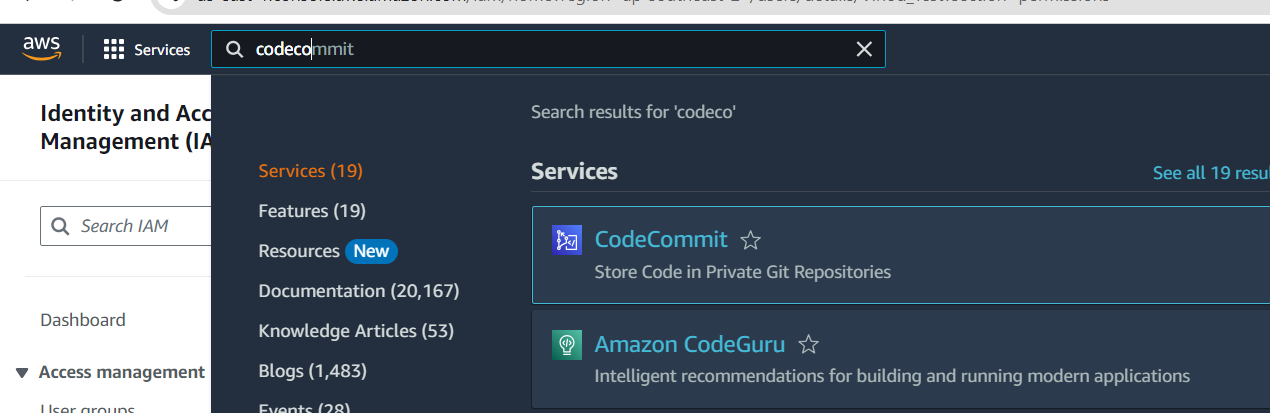 aws
Services
codecommit
Identity and Acc
Management (IA
Search IAM
Dashboard
Access management
User groups
Services (19)
Features (19)
Resources New
Documentation (20,167)
Knowledge Articles (53)
Blogs (1,483)
Events (28)
Search results for 'codeco'
Services
See all 19 resul
CodeCommit
Store Code in Private Git Repositories
Amazon CodeGuru
Intelligent recommendations for building and running modern applications